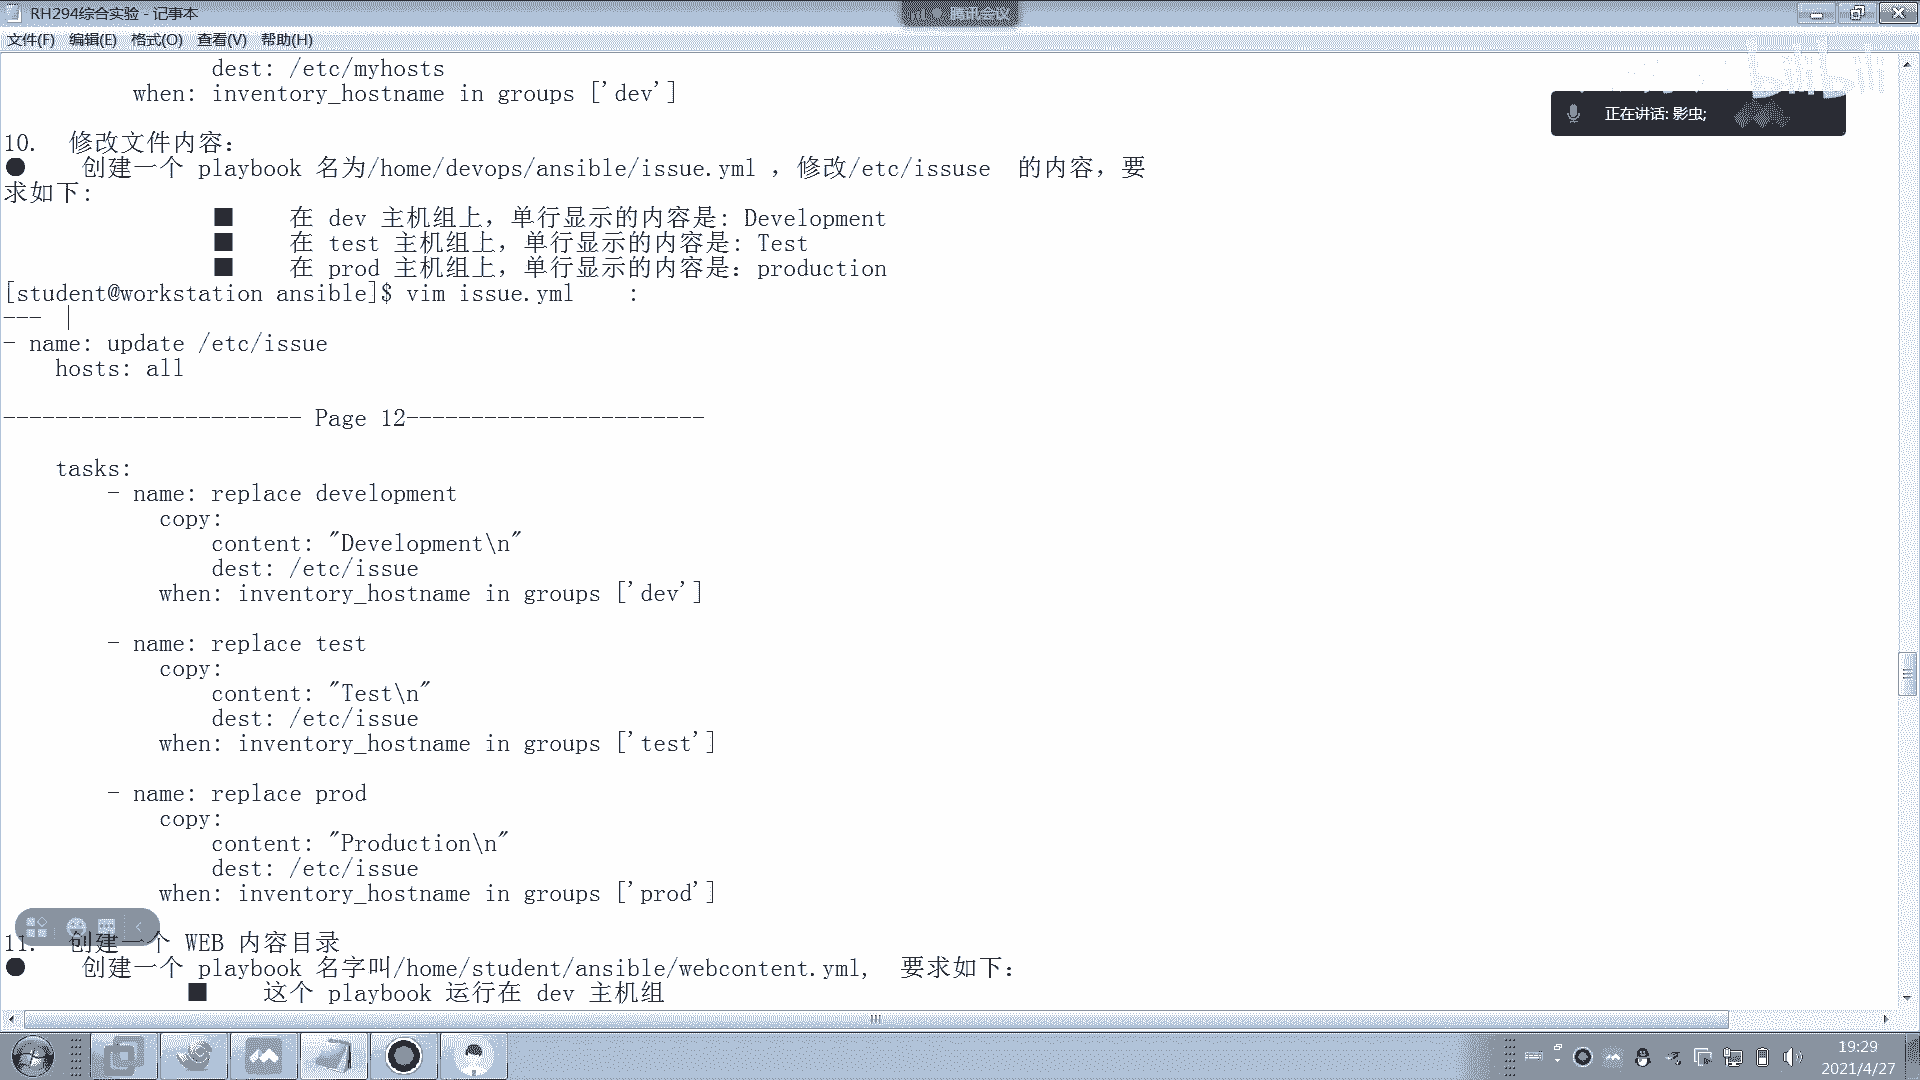 RH294综合实验 - 记事本
腾讯会议
文件(F) 编辑(E) 格式(O) 查看(V) 帮助(H)
dest: /etc/myhosts
when: inventory_hostname in groups ['dev']
bilibili
正在讲话: 影虫;
10. 修改文件内容:
● 创建一个 playbook 名为/home/devops/ansible/issue.yml ，修改/etc/issuse 的内容，要
求如下:
■ 在 dev 主机组上，单行显示的内容是: Development
■ 在 test 主机组上，单行显示的内容是: Test
■ 在 prod 主机组上，单行显示的内容是: production
[student@workstation ansible]$ vim issue.yml :
---
- name: update /etc/issue
hosts: all
----------------------- Page 12-----------------------
tasks:
- name: replace development
copy:
content: "Development\n"
dest: /etc/issue
when: inventory_hostname in groups ['dev']
- name: replace test
copy:
content: "Test\n"
dest: /etc/issue
when: inventory_hostname in groups ['test']
- name: replace prod
copy:
content: "Production\n"
dest: /etc/issue
when: inventory_hostname in groups ['prod']
11. 创建一个 WEB 内容目录
● 创建一个 playbook 名字叫/home/student/ansible/webcontent.yml, 要求如下:
■ 这个 playbook 运行在 dev 主机组
19:29
2021/4/27